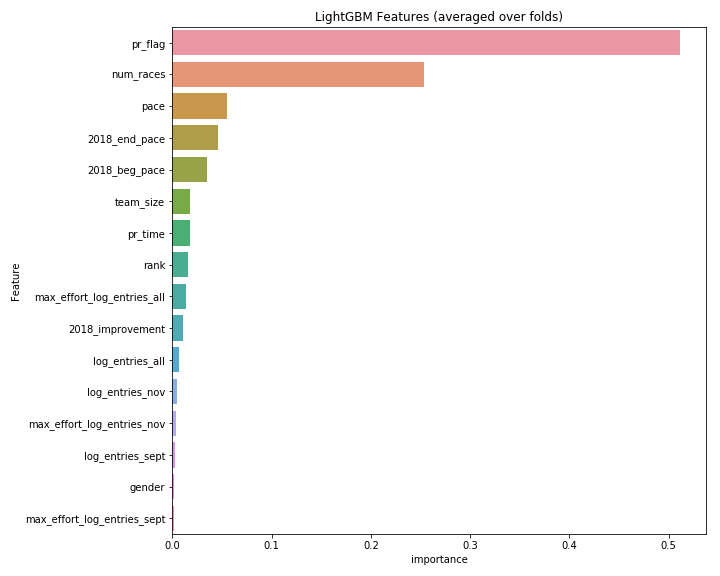 LightGBM Features (averaged over folds)
Feature
pr_flag
num_races
pace
2018_end_pace
2018_beg_pace
team_size
pr_time
rank
max_effort_log_entries_all
2018_improvement
log_entries_all
log_entries_nov
max_effort_log_entries_nov
log_entries_sept
gender
max_effort_log_entries_sept
0.0 0.1 0.2 0.3 0.4 0.5
importance